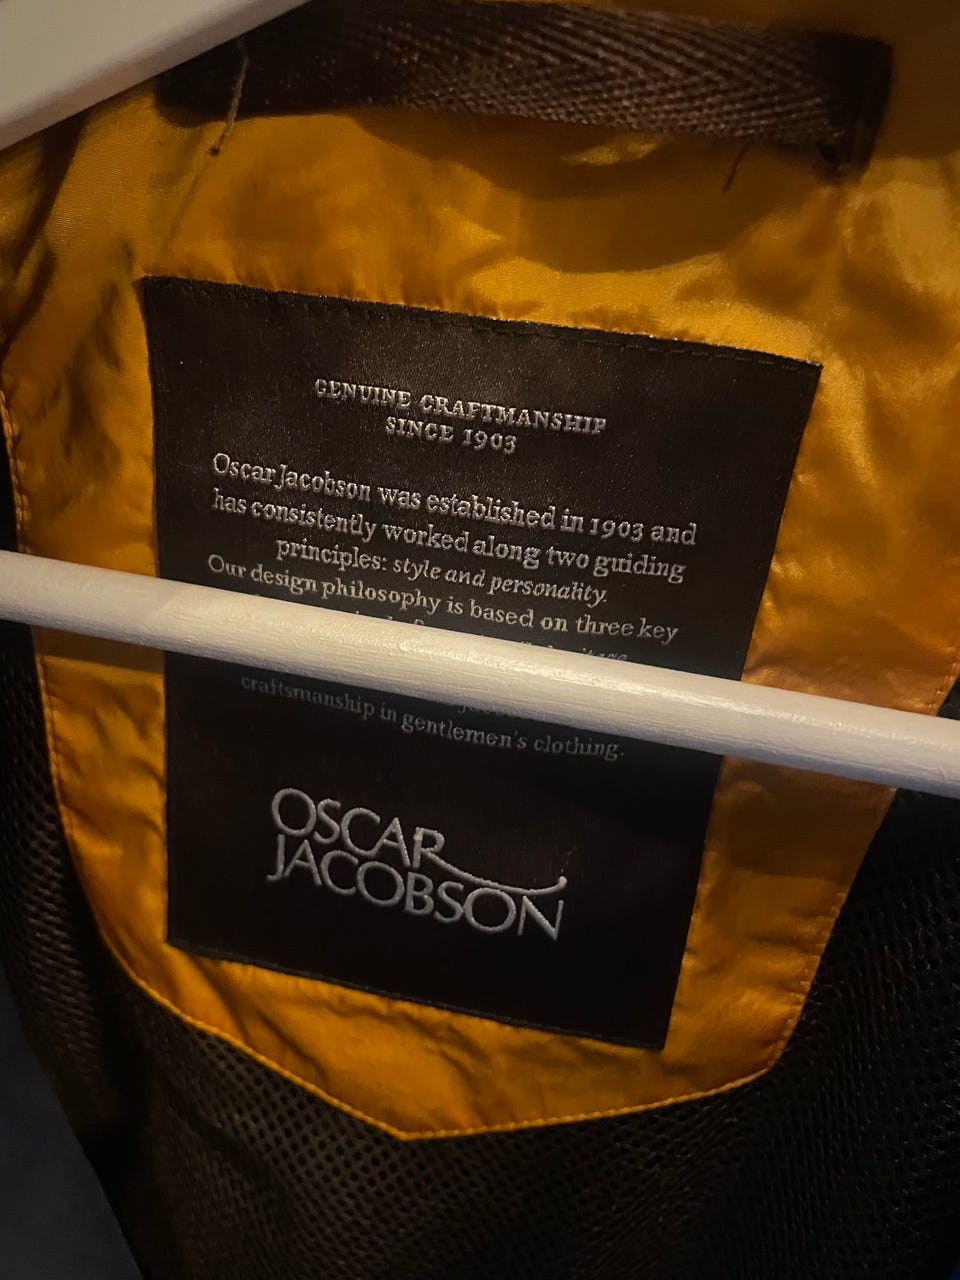 GENUINE CRAFTMANSHIP
SINCE 1903
Oscar Jacobson was established in 1903 and
has consistently worked along two guiding
principles: style and personality.
Our design philosophy is based on three key
craftsmanship in gentlemen's clothing.
OSCAR
JACOBSON